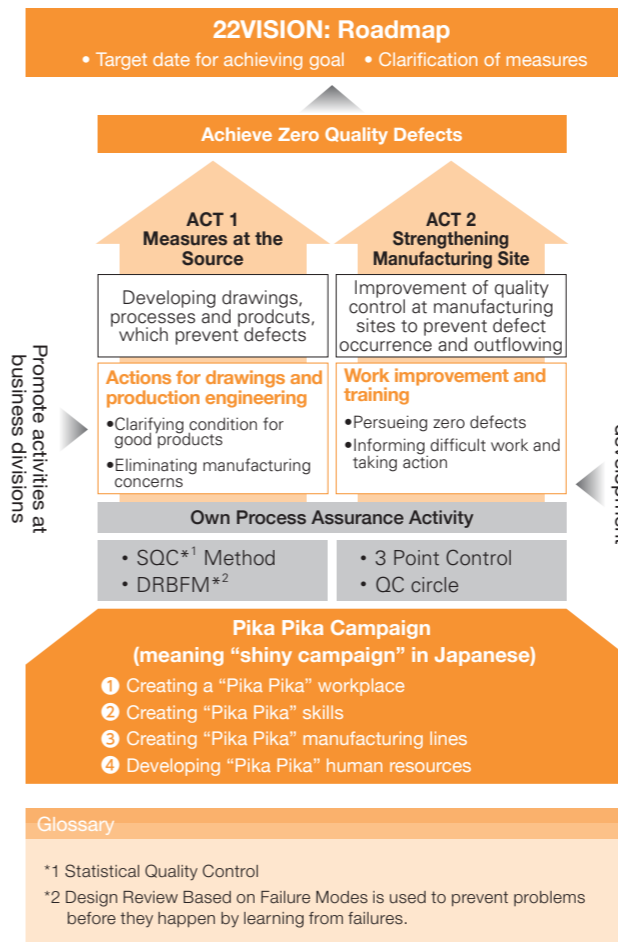 22VISION: Roadmap
• Target date for achieving goal • Clarification of measures
Achieve Zero Quality Defects
ACT 1
Measures at the
Source
ACT 2
Strengthening
Manufacturing Site
Developing drawings,
processes and prodcuts,
which prevent defects
Improvement of quality
control at manufacturing
sites to prevent defect
occurrence and outflowing
Promote activities at
business divisions
Actions for drawings and
production engineering
•Clarifying condition for
good products
•Eliminating manufacturing
concerns
Work improvement and
training
•Persueing zero defects
•Informing difficult work and
taking action
Own Process Assurance Activity
• SQC*1 Method
• DRBFM*2
• 3 Point Control
• QC circle
Pika Pika Campaign
(meaning “shiny campaign” in Japanese)
❶ Creating a “Pika Pika” workplace
❷ Creating “Pika Pika” skills
❸ Creating “Pika Pika” manufacturing lines
❹ Developing “Pika Pika” human resources
Glossary
*1 Statistical Quality Control
*2 Design Review Based on Failure Modes is used to prevent problems
before they happen by learning from failures.